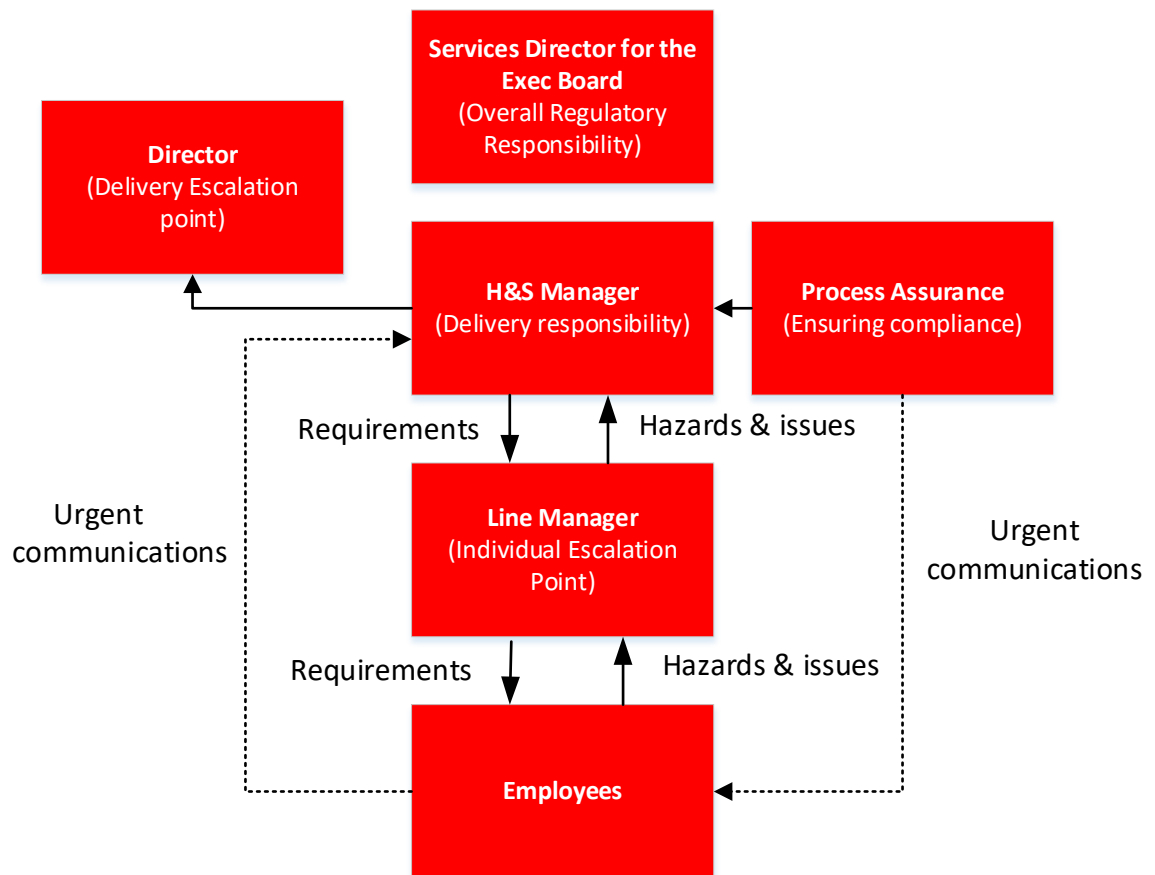 Services Director for the
Exec Board
(Overall Regulatory
Responsibility)
Director
(Delivery Escalation
point)
H&S Manager
(Delivery responsibility)
Process Assurance
(Ensuring compliance)
Requirements
Hazards & issues
Line Manager
(Individual Escalation
Point)
Urgent
communications
Urgent
communications
Requirements
Hazards & issues
Employees